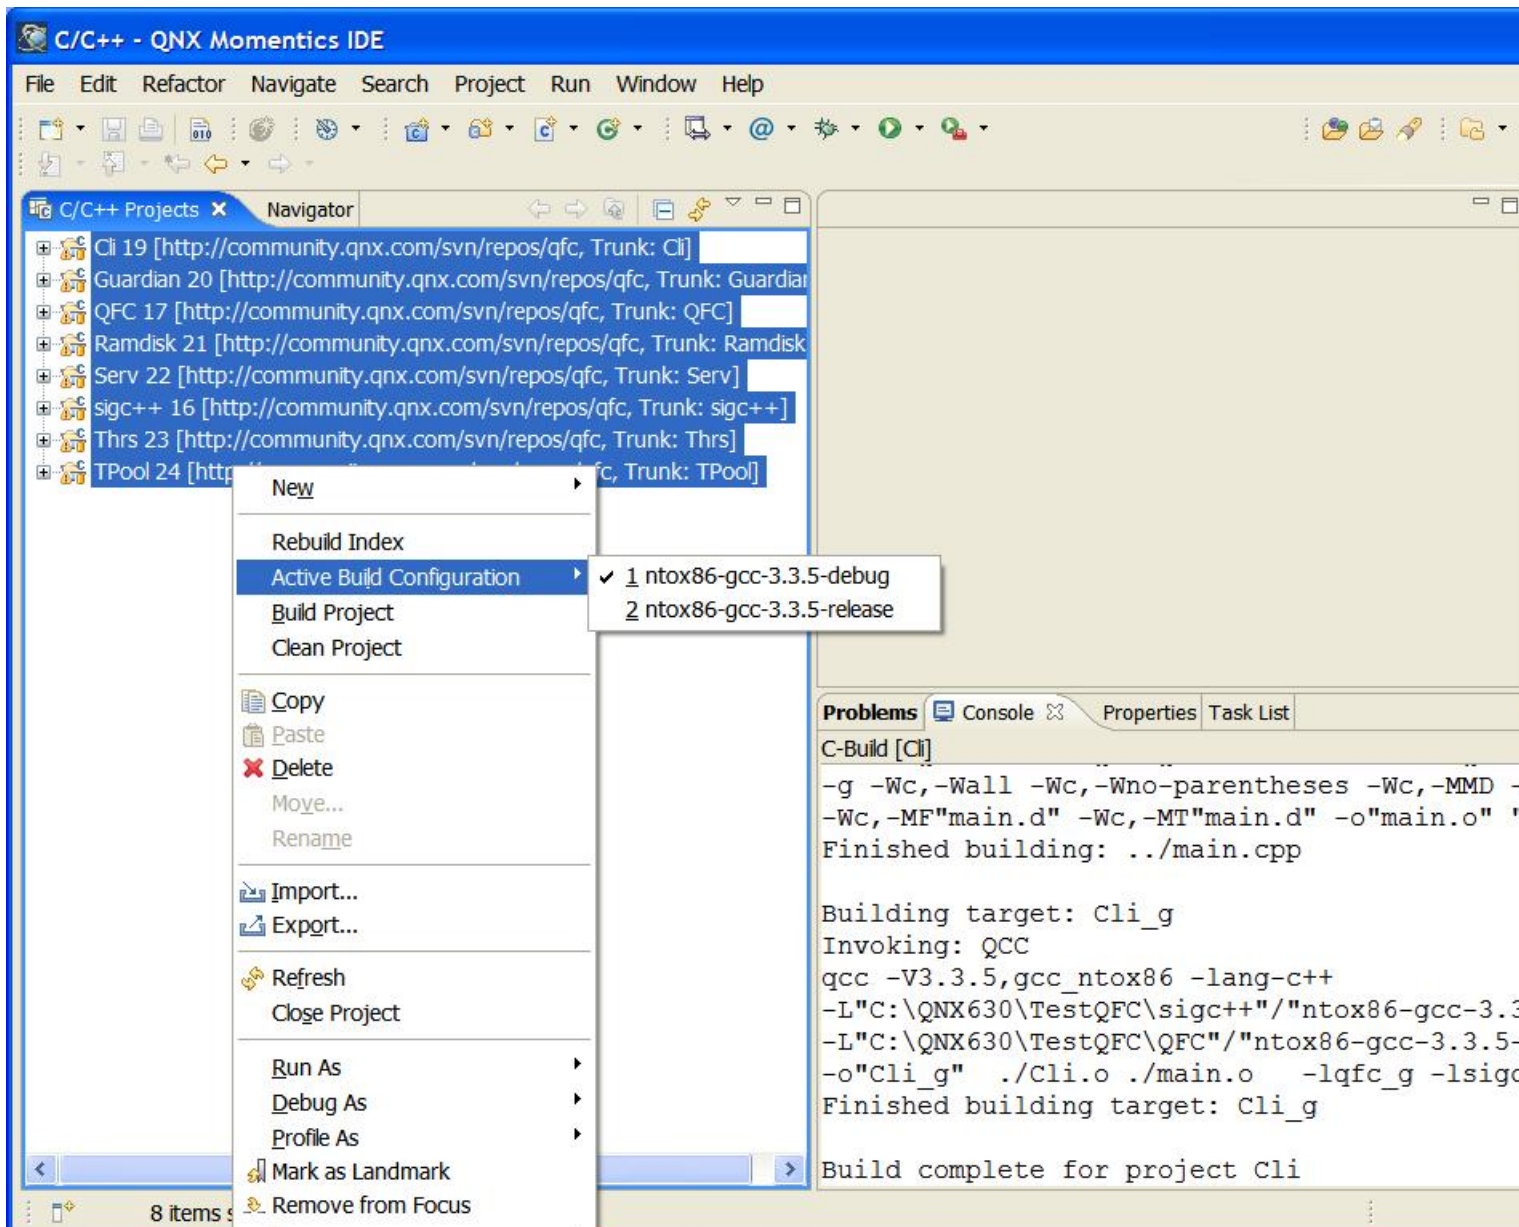 C/C++ - QNX Momentics IDE
File Edit Refactor Navigate Search Project Run Window Help
C/C++ Projects Navigator
Cli 19 [http://community.qnx.com/svn/repos/qfc, Trunk: Cli]
Guardian 20 [http://community.qnx.com/svn/repos/qfc, Trunk: Guardian
QFC 17 [http://community.qnx.com/svn/repos/qfc, Trunk: QFC]
Ramdisk 21 [http://community.qnx.com/svn/repos/qfc, Trunk: Ramdisk
Serv 22 [http://community.qnx.com/svn/repos/qfc, Trunk: Serv]
sigc++ 16 [http://community.qnx.com/svn/repos/qfc, Trunk: sigc++]
Thrs 23 [http://community.qnx.com/svn/repos/qfc, Trunk: Thrs]
TPool 24 [http fc, Trunk: TPool]
New
Rebuild Index
Active Build Configuration
1 ntox86-gcc-3.3.5-debug
2 ntox86-gcc-3.3.5-release
Build Project
Clean Project
Copy
Paste
Delete
Move...
Rename
Import...
Export...
Refresh
Close Project
Run As
Debug As
Profile As
Mark as Landmark
Remove from Focus
8 items s
Problems Console Properties Task List
C-Build [Cli]
-g -Wc,-Wall -Wc,-Wno-parentheses -Wc,-MMD -
-Wc,-MF"main.d" -Wc,-MT"main.d" -o"main.o" "
Finished building: ../main.cpp
Building target: Cli_g
Invoking: QCC
qcc -V3.3.5,gcc_ntox86 -lang-c++
-L"C:\QNX630\TestQFC\sigc++"/"ntox86-gcc-3.3
-L"C:\QNX630\TestQFC\QFC"/"ntox86-gcc-3.3.5-
-o"Cli_g" ./Cli.o ./main.o -lqfc_g -lsigc
Finished building target: Cli_g
Build complete for project Cli